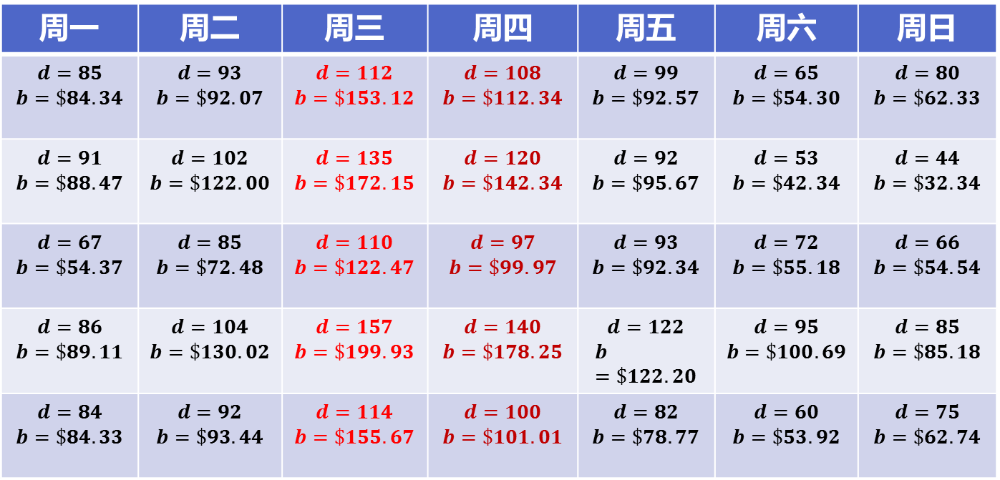 周一 周二 周三 周四 周五 周六 周日
d = 85 d = 93 d = 112 d = 108 d = 99 d = 65 d = 80
b = $84.34 b = $92.07 b = $153.12 b = $112.34 b = $92.57 b = $54.30 b = $62.33
d = 91 d = 102 d = 135 d = 120 d = 92 d = 53 d = 44
b = $88.47 b = $122.00 b = $172.15 b = $142.34 b = $95.67 b = $42.34 b = $32.34
d = 67 d = 85 d = 110 d = 97 d = 93 d = 72 d = 66
b = $54.37 b = $72.48 b = $122.47 b = $99.97 b = $92.34 b = $55.18 b = $54.54
d = 86 d = 104 d = 157 d = 140 d = 122 d = 95 d = 85
b = $89.11 b = $130.02 b = $199.93 b = $178.25 b b = $100.69 b = $85.18
= $122.20
d = 84 d = 92 d = 114 d = 100 d = 82 d = 60 d = 75
b = $84.33 b = $93.44 b = $155.67 b = $101.01 b = $78.77 b = $53.92 b = $62.74